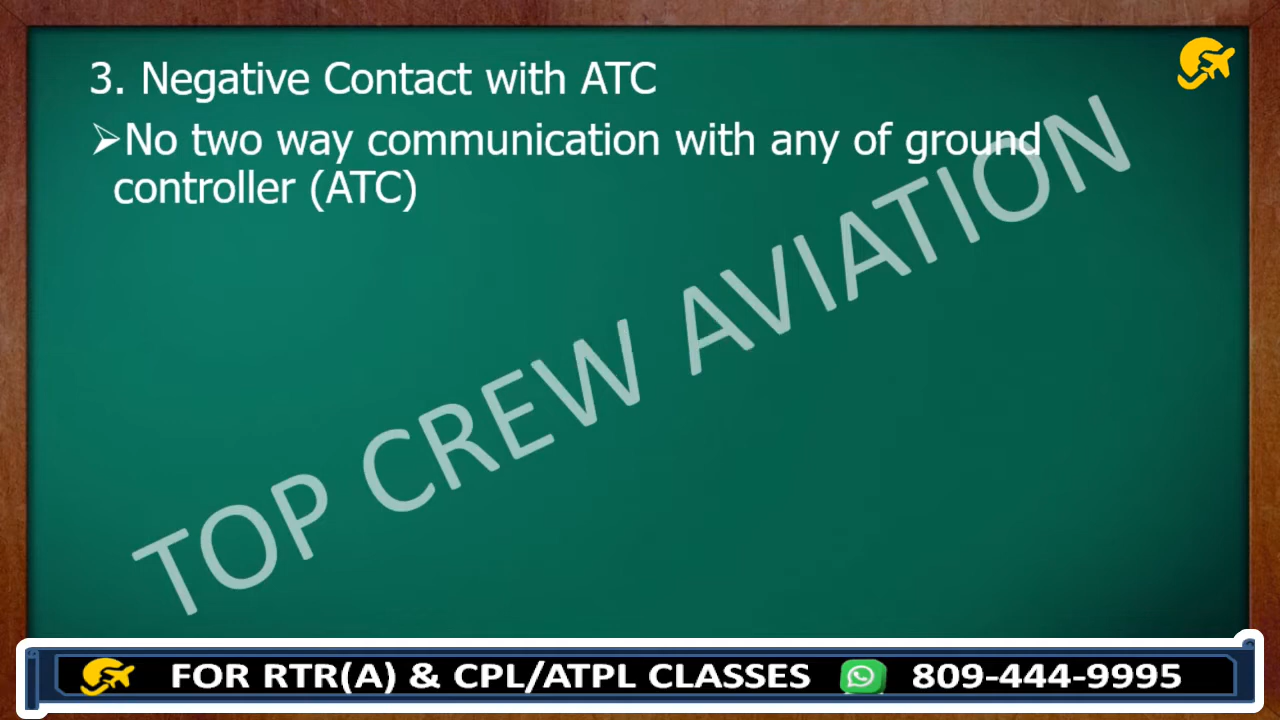 3. Negative Contact with ATC
➢No two way communication with any of ground
controller (ATC)
TOP CREW AVIATION
FOR RTR(A) & CPL/ATPL CLASSES 809-444-9995